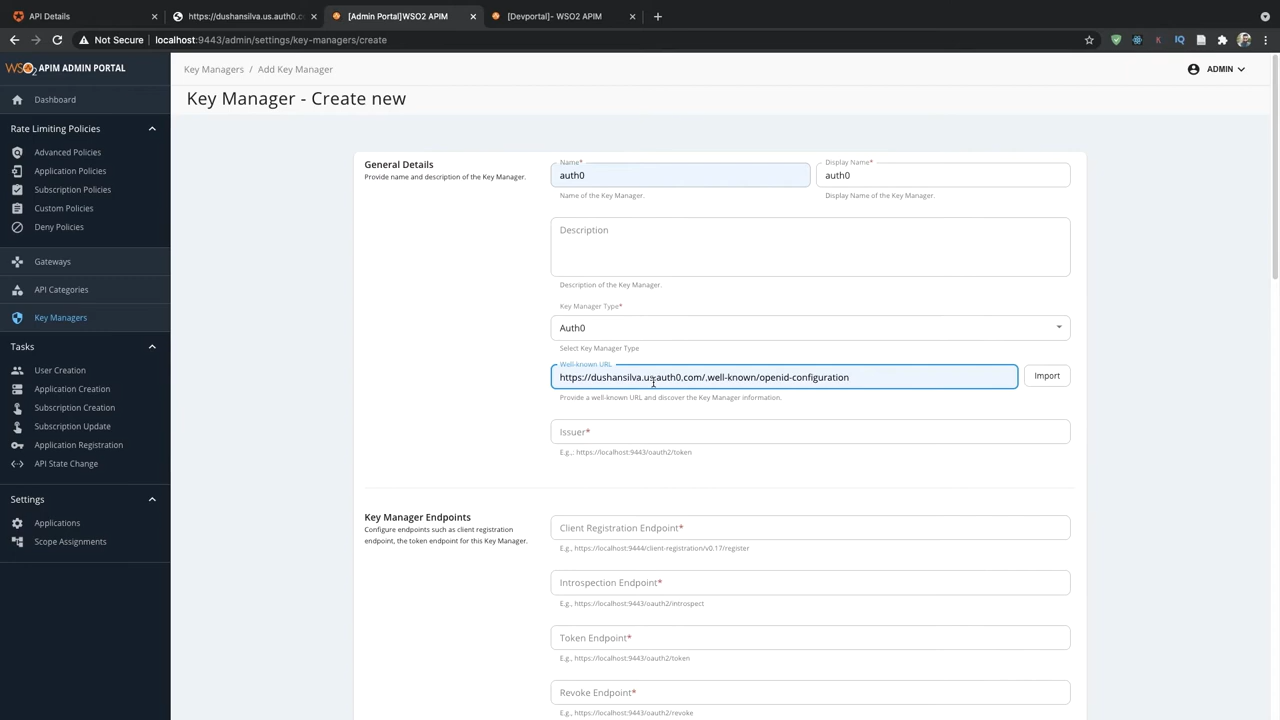 API Details
https://dushansilva.us.auth0.c
[Admin Portal]WSO2 APIM
[Devportal]- WSO2 APIM
Not Secure
localhost:9443/admin/settings/key-managers/create
WSO2 APIM ADMIN PORTAL
Key Managers / Add Key Manager
ADMIN
Key Manager - Create new
Dashboard
Rate Limiting Policies
Advanced Policies
Application Policies
Subscription Policies
Custom Policies
Deny Policies
Gateways
API Categories
Key Managers
Tasks
User Creation
Application Creation
Subscription Creation
Subscription Update
Application Registration
API State Change
Settings
Applications
Scope Assignments
General Details
Provide name and description of the Key Manager.
Name*
auth0
Name of the Key Manager.
Display Name*
auth0
Display Name of the Key Manager.
Description
Description of the Key Manager.
Key Manager Type*
Auth0
Select Key Manager Type
Well-known URL
https://dushansilva.us.auth0.com/.well-known/openid-configuration
Import
Provide a well-known URL and discover the Key Manager information.
Issuer*
E.g,.: https://localhost:9443/oauth2/token
Key Manager Endpoints
Configure endpoints such as client registration
endpoint, the token endpoint for this Key Manager.
Client Registration Endpoint*
E.g., https://localhost:9444/client-registration/v0.17/register
Introspection Endpoint*
E.g., https://localhost:9443/oauth2/introspect
Token Endpoint*
E.g., https://localhost:9443/oauth2/token
Revoke Endpoint*
E.g., https://localhost:9443/oauth2/revoke